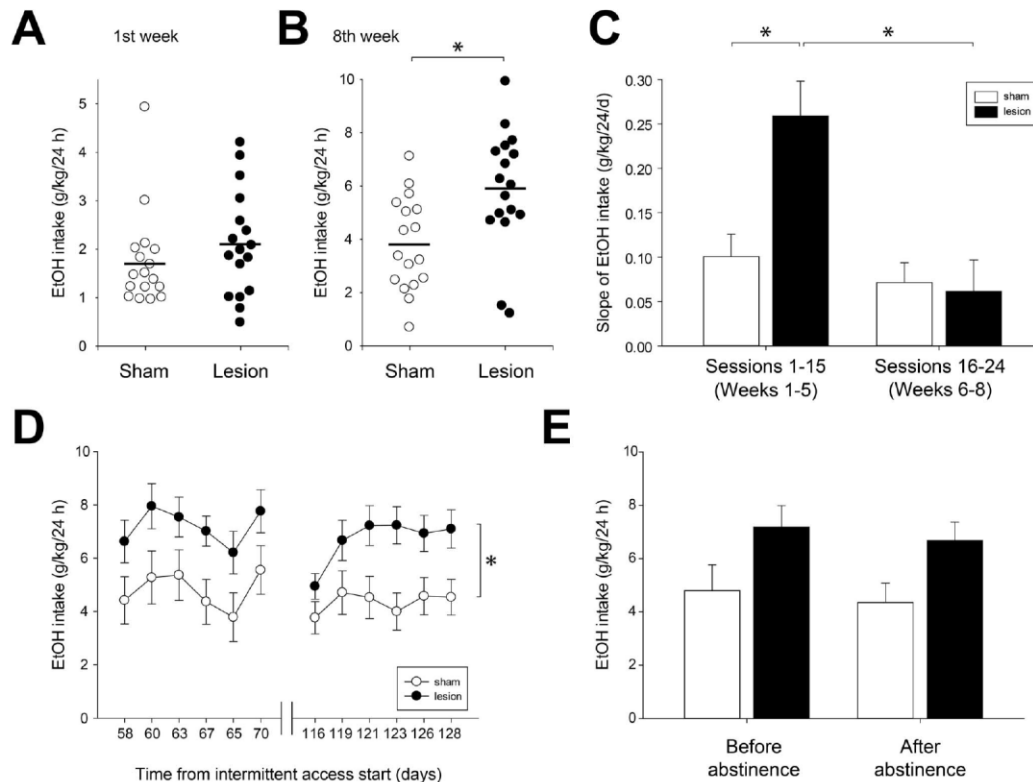 A
1st week
EtOH intake (g/kg/24 h)
5
4
3
2
1
0
Sham
Lesion
B
8th week
*
EtOH intake (g/kg/24 h)
10
8
6
4
2
0
Sham
Lesion
C
*
*
Slope of EtOH intake (g/kg/24/d)
0.30
0.25
0.20
0.15
0.10
0.05
0.00
sham
lesion
Sessions 1-15
(Weeks 1-5)
Sessions 16-24
(Weeks 6-8)
D
EtOH intake (g/kg/24 h)
10
8
6
4
2
0
*
sham
lesion
58 60 63 67 65 70 116 119 121 123 126 128
Time from intermittent access start (days)
E
EtOH intake (g/kg/24 h)
10
8
6
4
2
0
Before
abstinence
After
abstinence